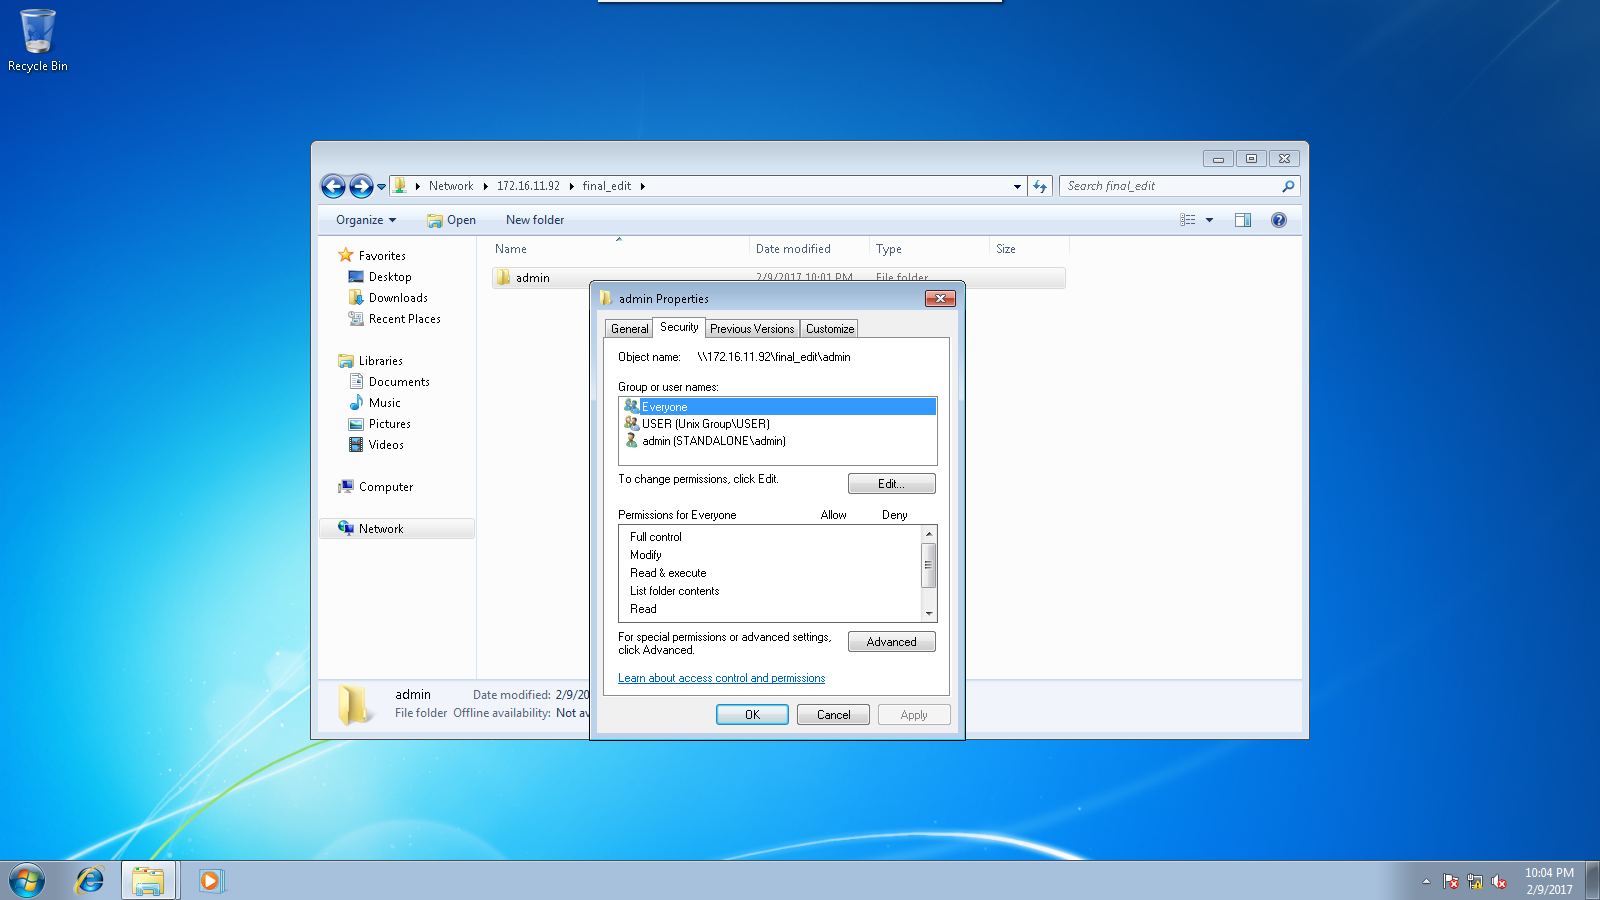 Recycle Bin
Network 172.16.11.92 final_edit
Search final_edit
Organize Open New folder
Name Date modified Type Size
admin 2/9/2017 10:01 PM File folder
Favorites
Desktop
Downloads
Recent Places
Libraries
Documents
Music
Pictures
Videos
Computer
Network
admin Date modified: 2/9/20
File folder Offline availability: Not av
admin Properties
General Security Previous Versions Customize
Object name: \\172.16.11.92\final_edit\admin
Group or user names:
Everyone
USER (Unix Group\USER)
admin (STANDALONE\admin)
To change permissions, click Edit.
Edit...
Permissions for Everyone Allow Deny
Full control
Modify
Read & execute
List folder contents
Read
For special permissions or advanced settings,
click Advanced.
Advanced
Learn about access control and permissions
OK Cancel Apply
10:04 PM
2/9/2017